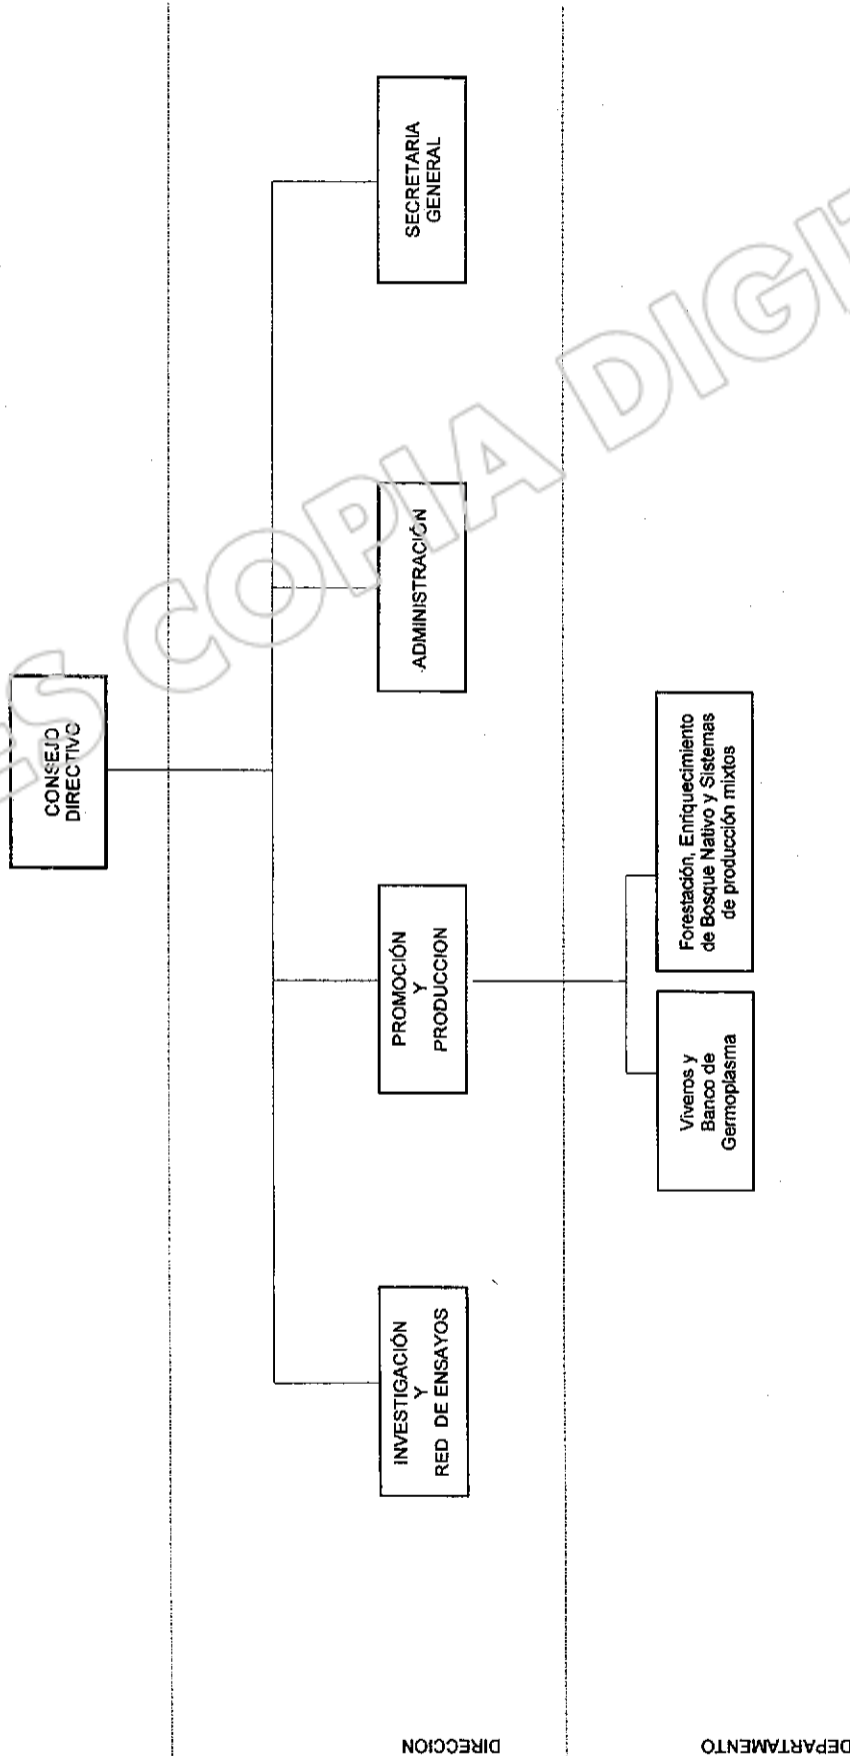 CONSEJO
DIRECTIVO
INVESTIGACIÓN
Y
RED DE ENSAYOS
PROMOCIÓN
Y
PRODUCCION
ADMINISTRACIÓN
SECRETARIA
GENERAL
Viveros y
Banco de
Germoplasma
Forestación, Enriquecimiento
de Bosque Nativo y Sistemas
de producción mixtos
DIRECCION
DEPARTAMENTO
ES COPIA DIGIT